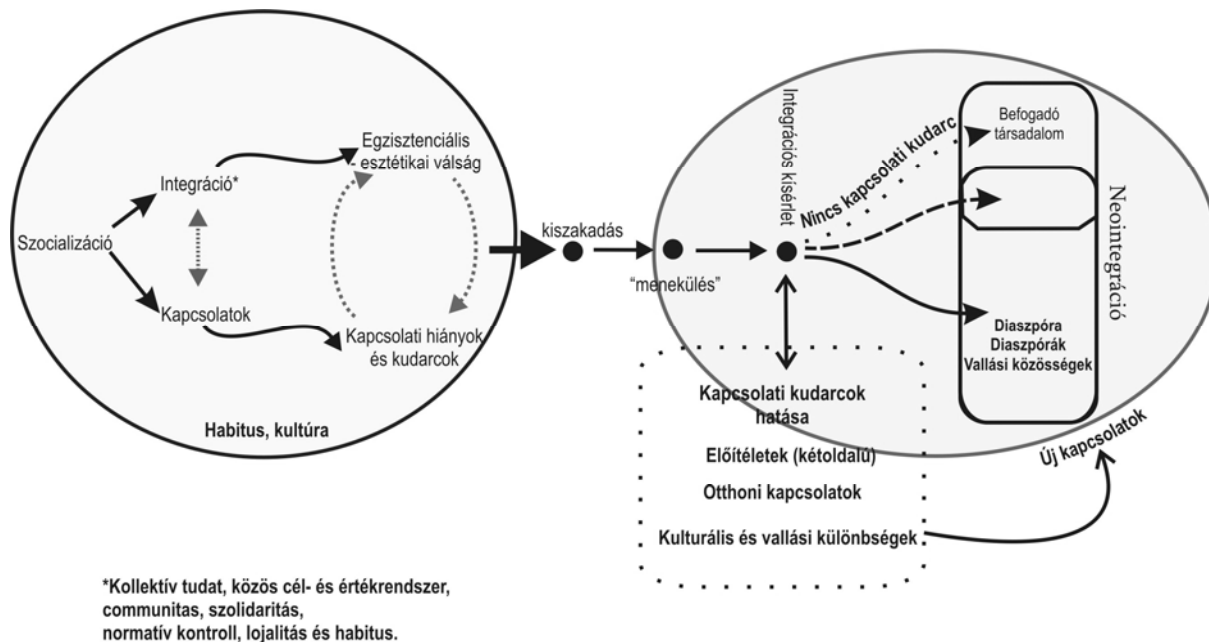 Szocializáció
Integráció*
Kapcsolatok
Egzisztenciális
- esztétikai válság
Kapcsolati hiányok
és kudarcok
Habitus, kultúra
kiszakadás
“menekülés”
Integrációs kísérlet
Nincs kapcsolati kudarc
Befogadó
társadalom
Diaszpóra
Diaszpórák
Vallási közösségek
Neointegráció
Kapcsolati kudarcok
hatása
Előítéletek (kétoldalú)
Otthoni kapcsolatok
Kulturális és vallási különbségek
Új kapcsolatok
*Kollektív tudat, közös cél- és értékrendszer,
communitas, szolidaritás,
normatív kontroll, lojalitás és habitus.